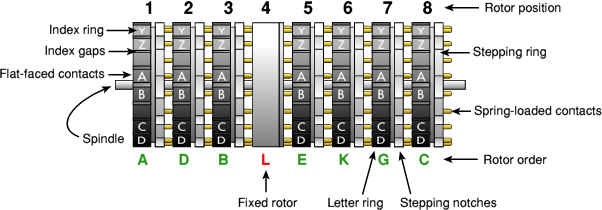 1 2 3 4 5 6 7 8 Rotor position
Index ring
Index gaps
Stepping ring
Flat-faced contacts
Y Y Y Y Y Y Y
Z Z Z Z Z Z Z
A A A A A A A
B B B B B B B
C C C C C C C
D D D D D D D
Spring-loaded contacts
Spindle
A D B L E K G C Rotor order
Fixed rotor
Letter ring
Stepping notches